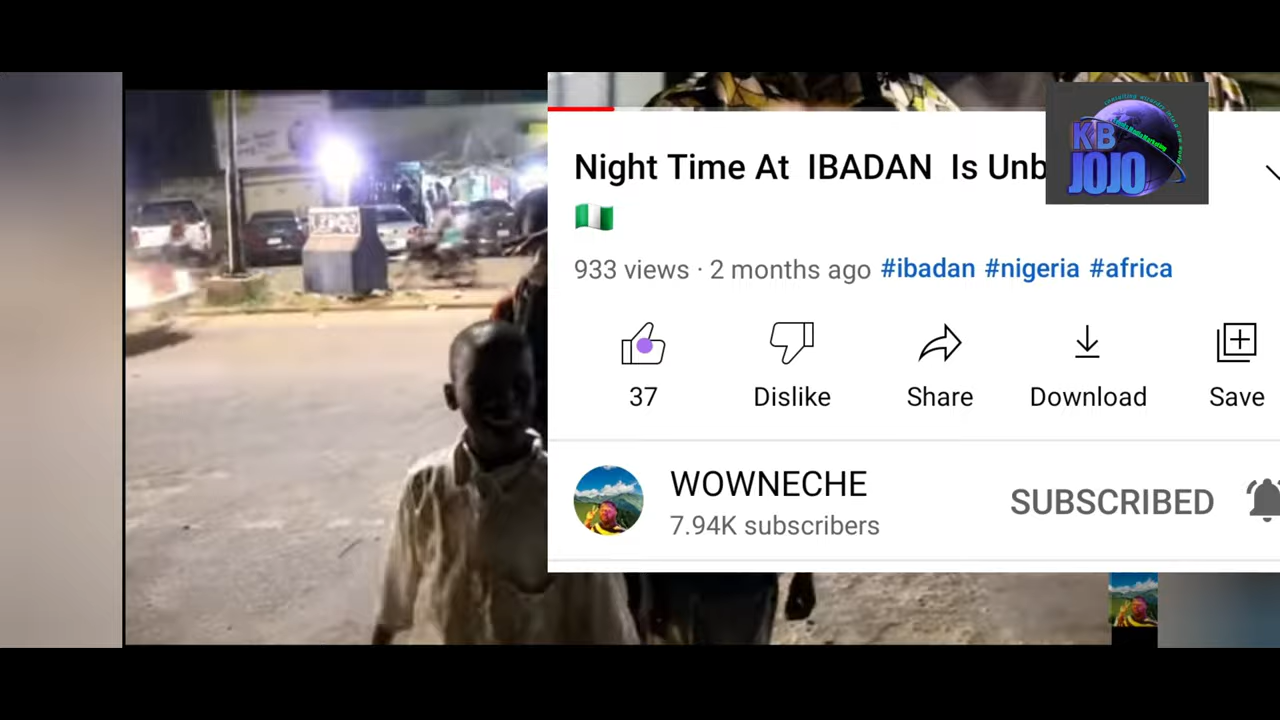 Night Time At IBADAN Is Unb
933 views · 2 months ago #ibadan #nigeria #africa
37
Dislike
Share
Download
Save
WOWNECHE
7.94K subscribers
SUBSCRIBED
KB
JOJO